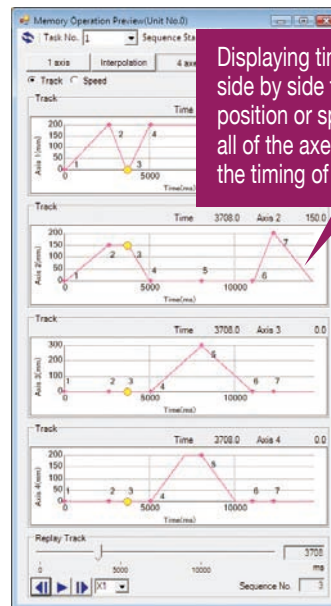 Memory Operation Preview(Unit No.0)
Task No. 1 Sequence Sta
1 axis Interpolation 4 axe
Track Speed
Displaying tim
side by side
position or sp
all of the axe
the timing of
Track
Time
Axis 1(mm)
200
150
100
50
0
1 2 3 4
0 5000
Time(ms)
Track
Time 3708.0 Axis 2 150.0
Axis 2(mm)
200
150
100
50
0
1 2 3 4 5 6 7
0 5000 10000
Time(ms)
Track
Time 3708.0 Axis 3 0.0
Axis 3(mm)
300
200
100
0
1 2 3 4 5 6 7
0 5000 10000
Time(ms)
Track
Time 3708.0 Axis 4 0.0
Axis 4(mm)
200
150
100
50
0
1 2 3 4 5 6 7
0 5000 10000
Time(ms)
Replay Track
3708
0 5000 10000 ms
X1 Sequence No. 3